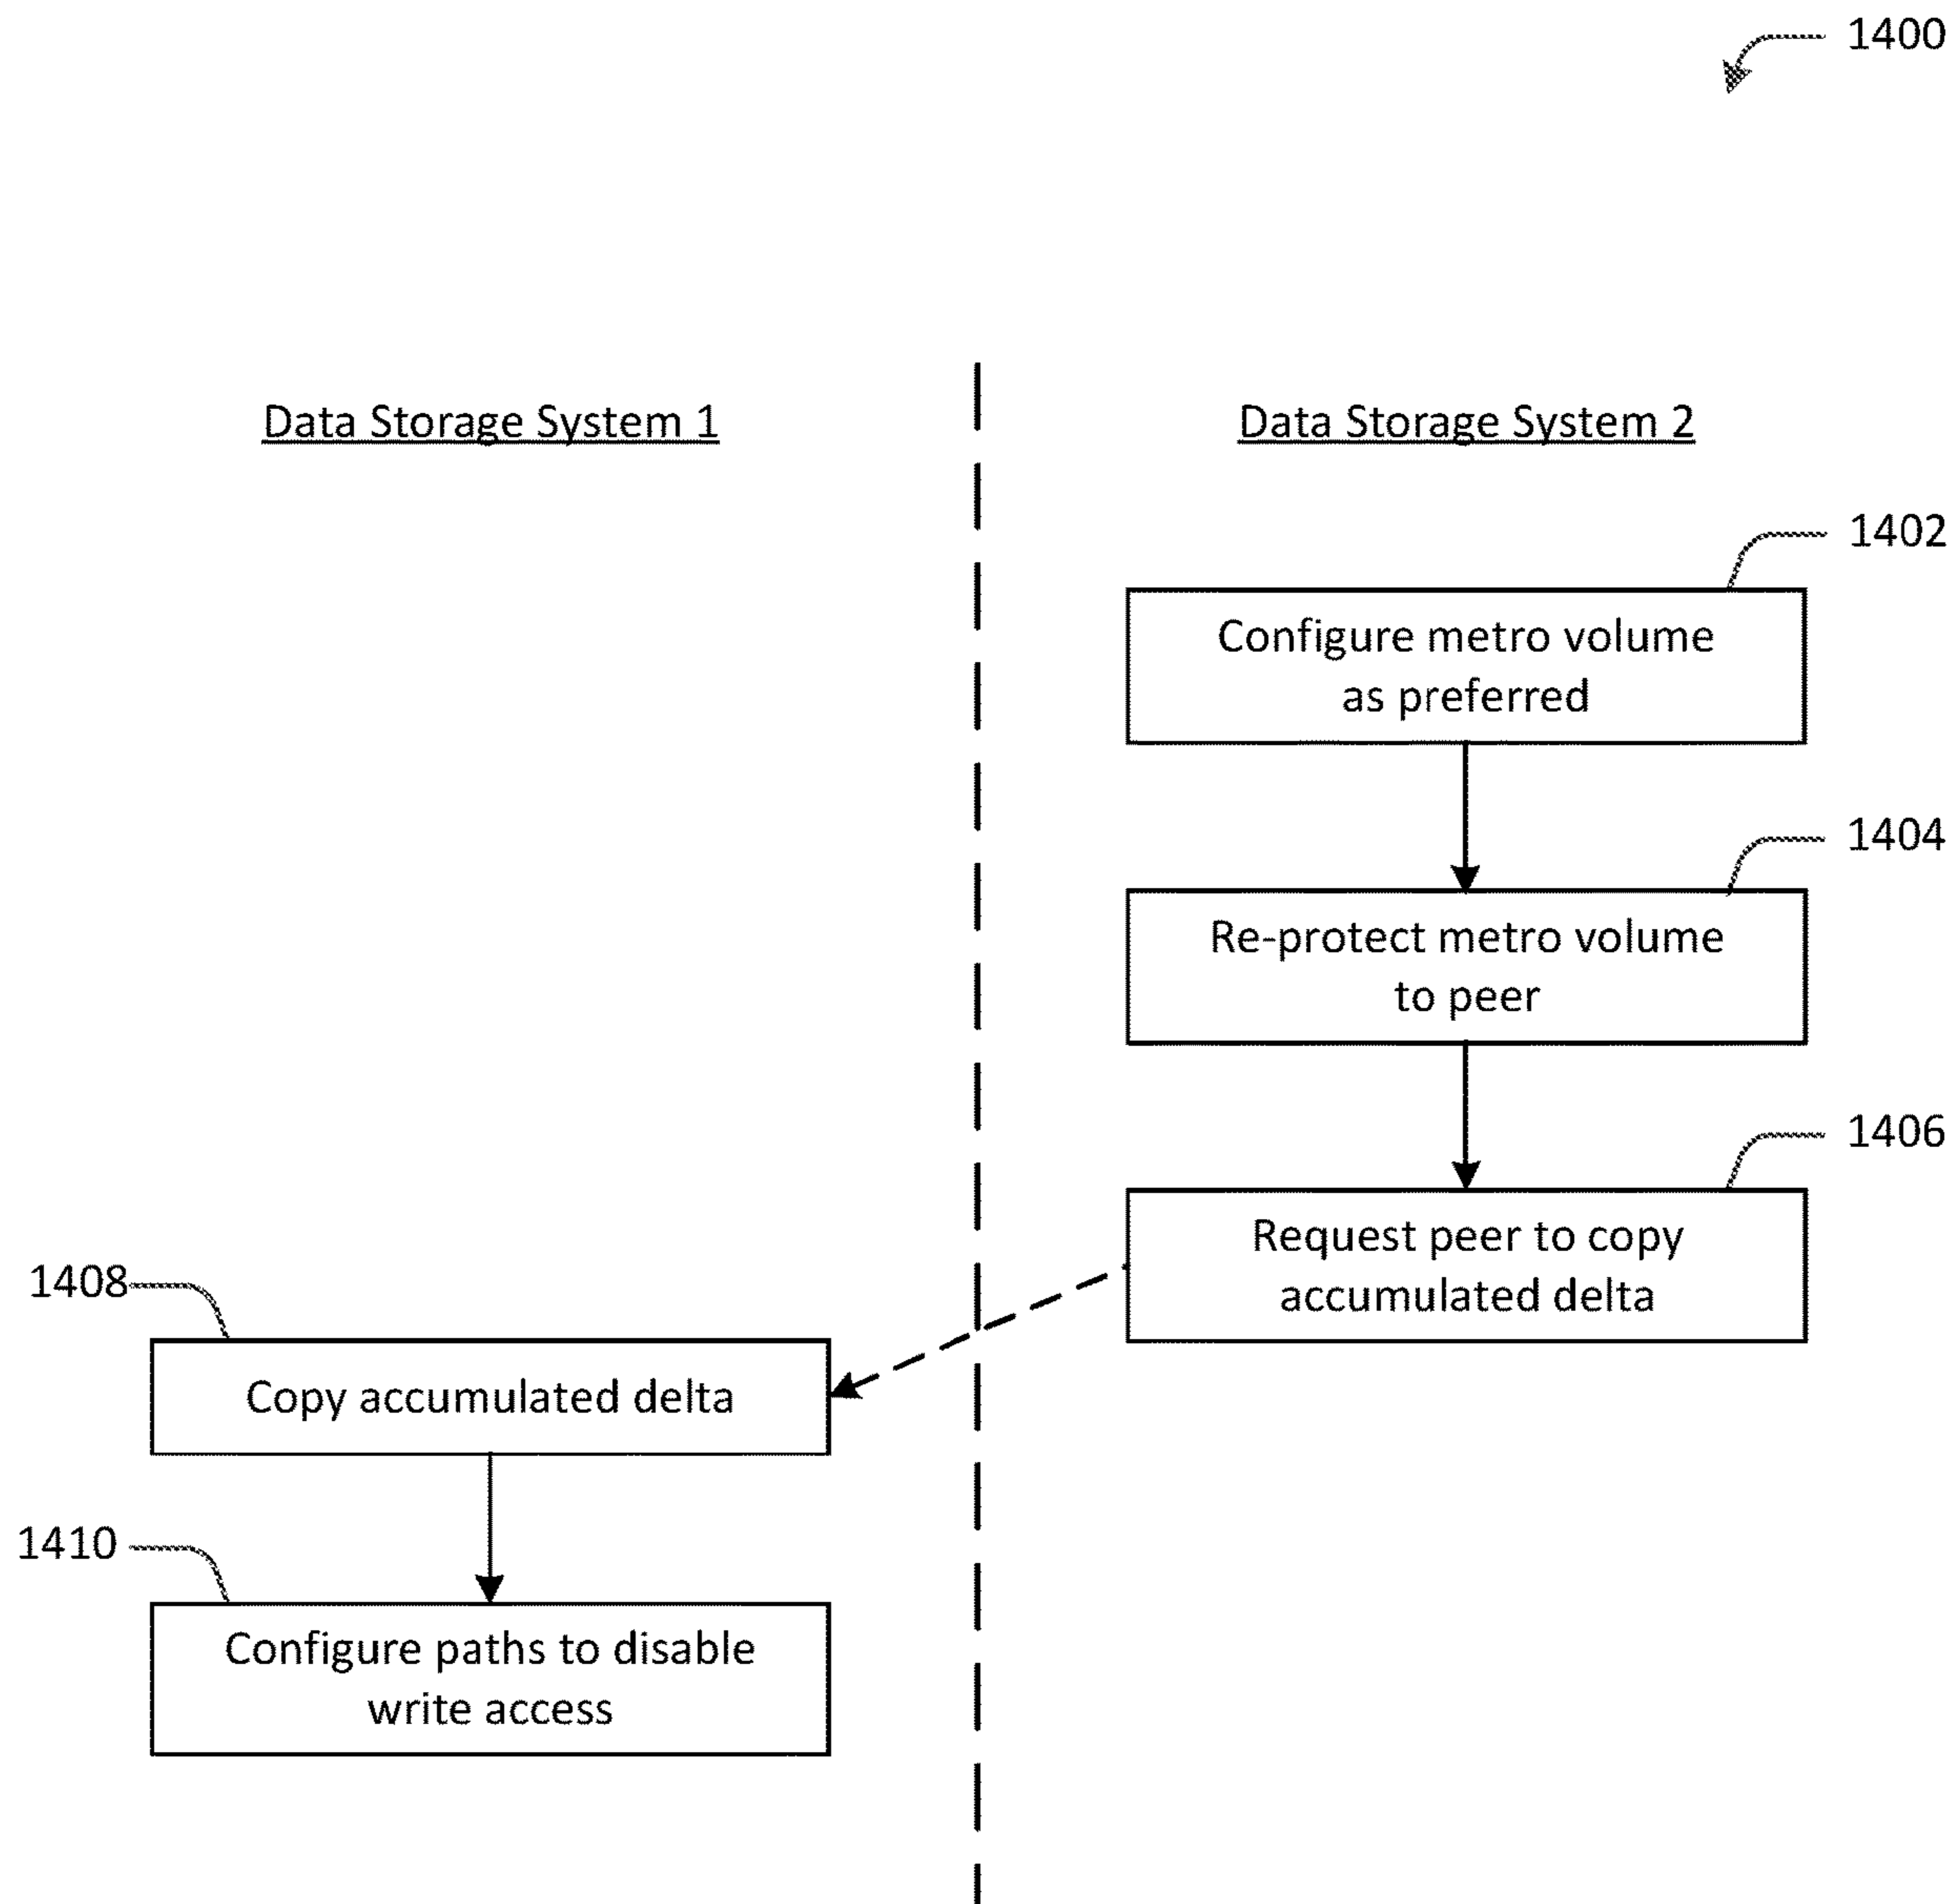 1400
Data Storage System 1
Data Storage System 2
1402
Configure metro volume
as preferred
1404
Re-protect metro volume
to peer
1406
Request peer to copy
accumulated delta
1408
Copy accumulated delta
1410
Configure paths to disable
write access